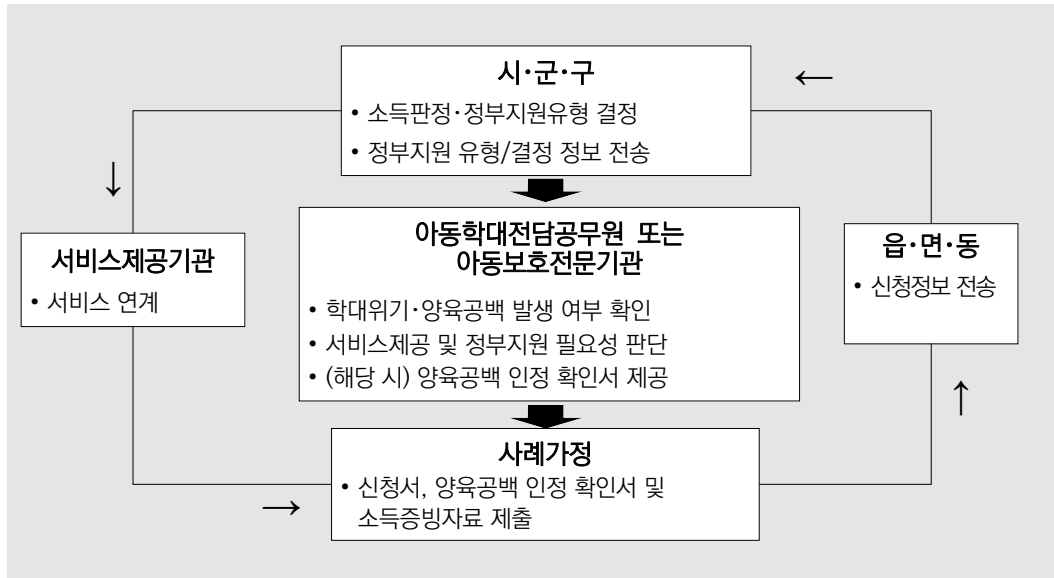 시·군·구
• 소득판정·정부지원유형 결정
• 정부지원 유형/결정 정보 전송
←
↓
서비스제공기관
• 서비스 연계
아동학대전담공무원 또는
아동보호전문기관
• 학대위기·양육공백 발생 여부 확인
• 서비스제공 및 정부지원 필요성 판단
• (해당 시) 양육공백 인정 확인서 제공
읍·면·동
• 신청정보 전송
↑
사례가정
• 신청서, 양육공백 인정 확인서 및
소득증빙자료 제출
→